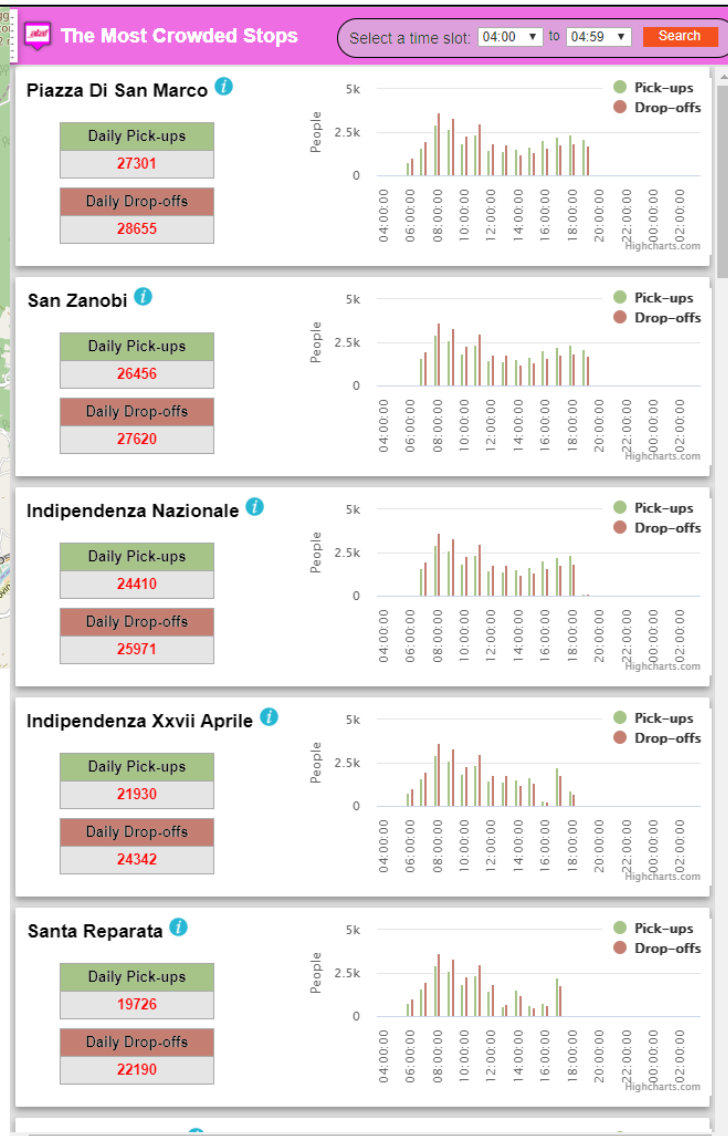 The Most Crowded Stops
Select a time slot: 04:00 to 04:59 Search
Piazza Di San Marco
Daily Pick-ups
27301
Daily Drop-offs
28655
People
5k
2.5k
0
Pick-ups
Drop-offs
04:00:00
06:00:00
08:00:00
10:00:00
12:00:00
14:00:00
16:00:00
18:00:00
20:00:00
22:00:00
00:00:00
02:00:00
Highcharts.com
San Zanobi
Daily Pick-ups
26456
Daily Drop-offs
27620
People
5k
2.5k
0
Pick-ups
Drop-offs
04:00:00
06:00:00
08:00:00
10:00:00
12:00:00
14:00:00
16:00:00
18:00:00
20:00:00
22:00:00
00:00:00
02:00:00
Highcharts.com
Indipendenza Nazionale
Daily Pick-ups
24410
Daily Drop-offs
25971
People
5k
2.5k
0
Pick-ups
Drop-offs
04:00:00
06:00:00
08:00:00
10:00:00
12:00:00
14:00:00
16:00:00
18:00:00
20:00:00
22:00:00
00:00:00
02:00:00
Highcharts.com
Indipendenza Xxvii Aprile
Daily Pick-ups
21930
Daily Drop-offs
24342
People
5k
2.5k
0
Pick-ups
Drop-offs
04:00:00
06:00:00
08:00:00
10:00:00
12:00:00
14:00:00
16:00:00
18:00:00
20:00:00
22:00:00
00:00:00
02:00:00
Highcharts.com
Santa Reparata
Daily Pick-ups
19726
Daily Drop-offs
22190
People
5k
2.5k
0
Pick-ups
Drop-offs
04:00:00
06:00:00
08:00:00
10:00:00
12:00:00
14:00:00
16:00:00
18:00:00
20:00:00
22:00:00
00:00:00
02:00:00
Highcharts.com